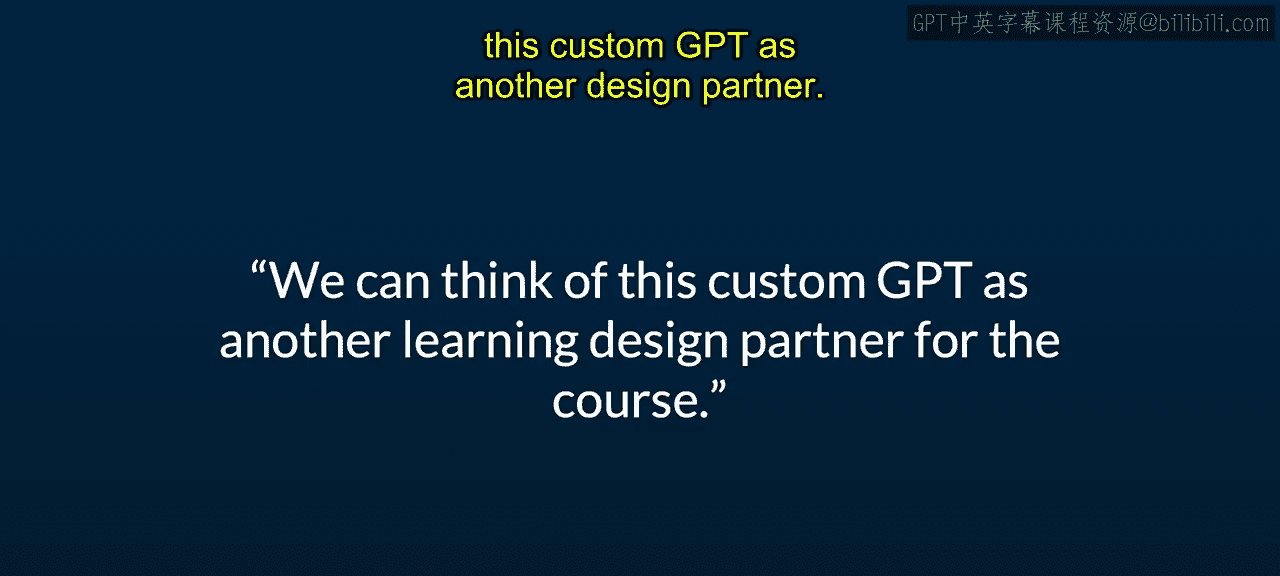 GPT中英字幕课程资源@bilibili.com
this custom GPT as
another design partner.
“We can think of this custom GPT as
another learning design partner for the
course.”